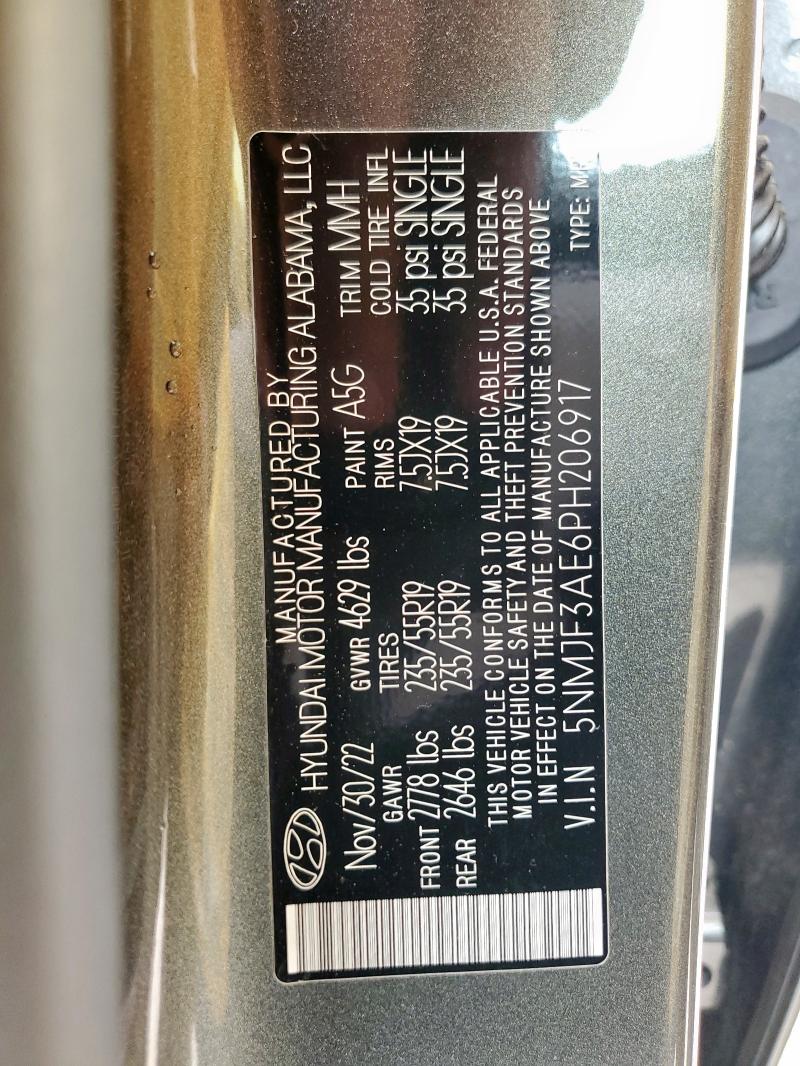 MANUFACTURED BY
HYUNDAI MOTOR MANUFACTURING ALABAMA, LLC
Nov/30/22 GVWR 4629 lbs PAINT A5G TRIM MMH
GAWR TIRES RIMS COLD TIRE INFL
FRONT 2778 lbs 235/55R19 7.5JX19 35 psi SINGLE
REAR 2646 lbs 235/55R19 7.5JX19 35 psi SINGLE
THIS VEHICLE CONFORMS TO ALL APPLICABLE U.S.A. FEDERAL
MOTOR VEHICLE SAFETY AND THEFT PREVENTION STANDARDS
IN EFFECT ON THE DATE OF MANUFACTURE SHOWN ABOVE
V.I.N 5NMJF3AE6PH206917 TYPE: